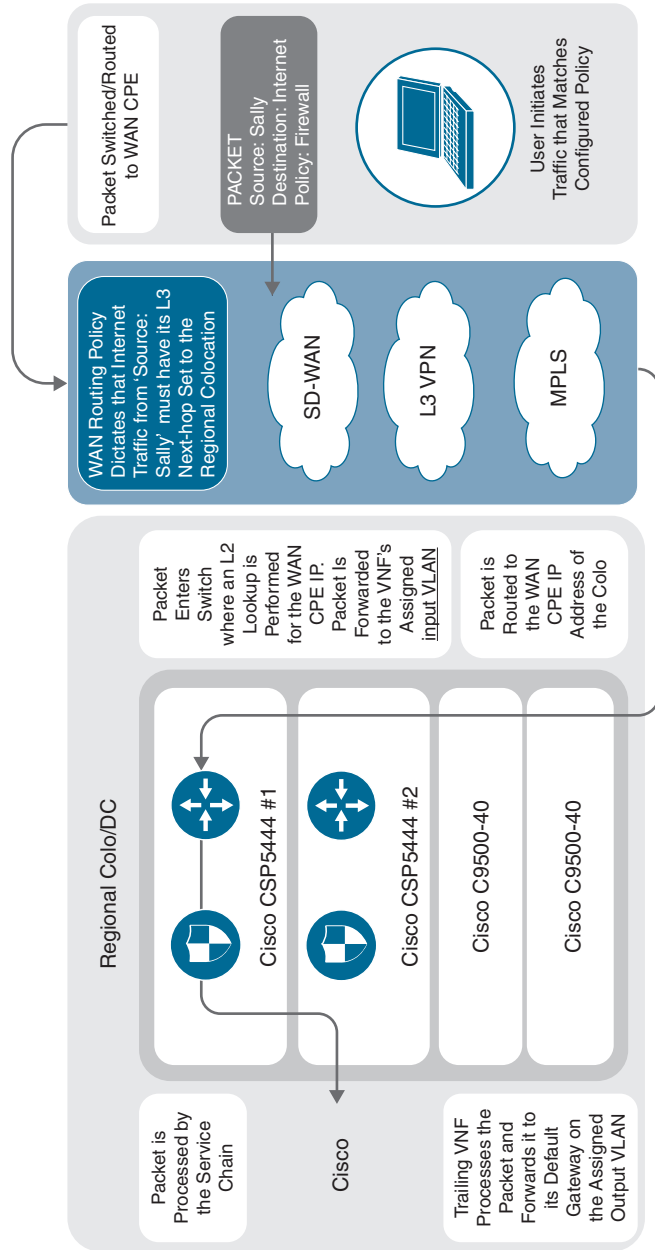 Regional Colo/DC
Packet is
Processed by
the Service
Chain
Cisco
Trailing VNF
Processes the
Packet and
Forwards it to
its Default
Gateway on
the Assigned
Output VLAN
Cisco CSP5444 #1
Cisco CSP5444 #2
Cisco C9500-40
Cisco C9500-40
Packet
Enters
Switch
where an L2
Lookup is
Performed
for the WAN
CPE IP.
Packet Is
Forwarded
to the VNF's
Assigned
input VLAN
Packet is
Routed to
the WAN
CPE IP
Address of
the Colo
WAN Routing Policy
Dictates that Internet
Traffic from ‘Source:
Sally’ must have its L3
Next-hop Set to the
Regional Colocation
SD-WAN
L3 VPN
MPLS
Packet Switched/Routed
to WAN CPE
PACKET
Source: Sally
Destination: Internet
Policy: Firewall
User Initiates
Traffic that Matches
Configured Policy